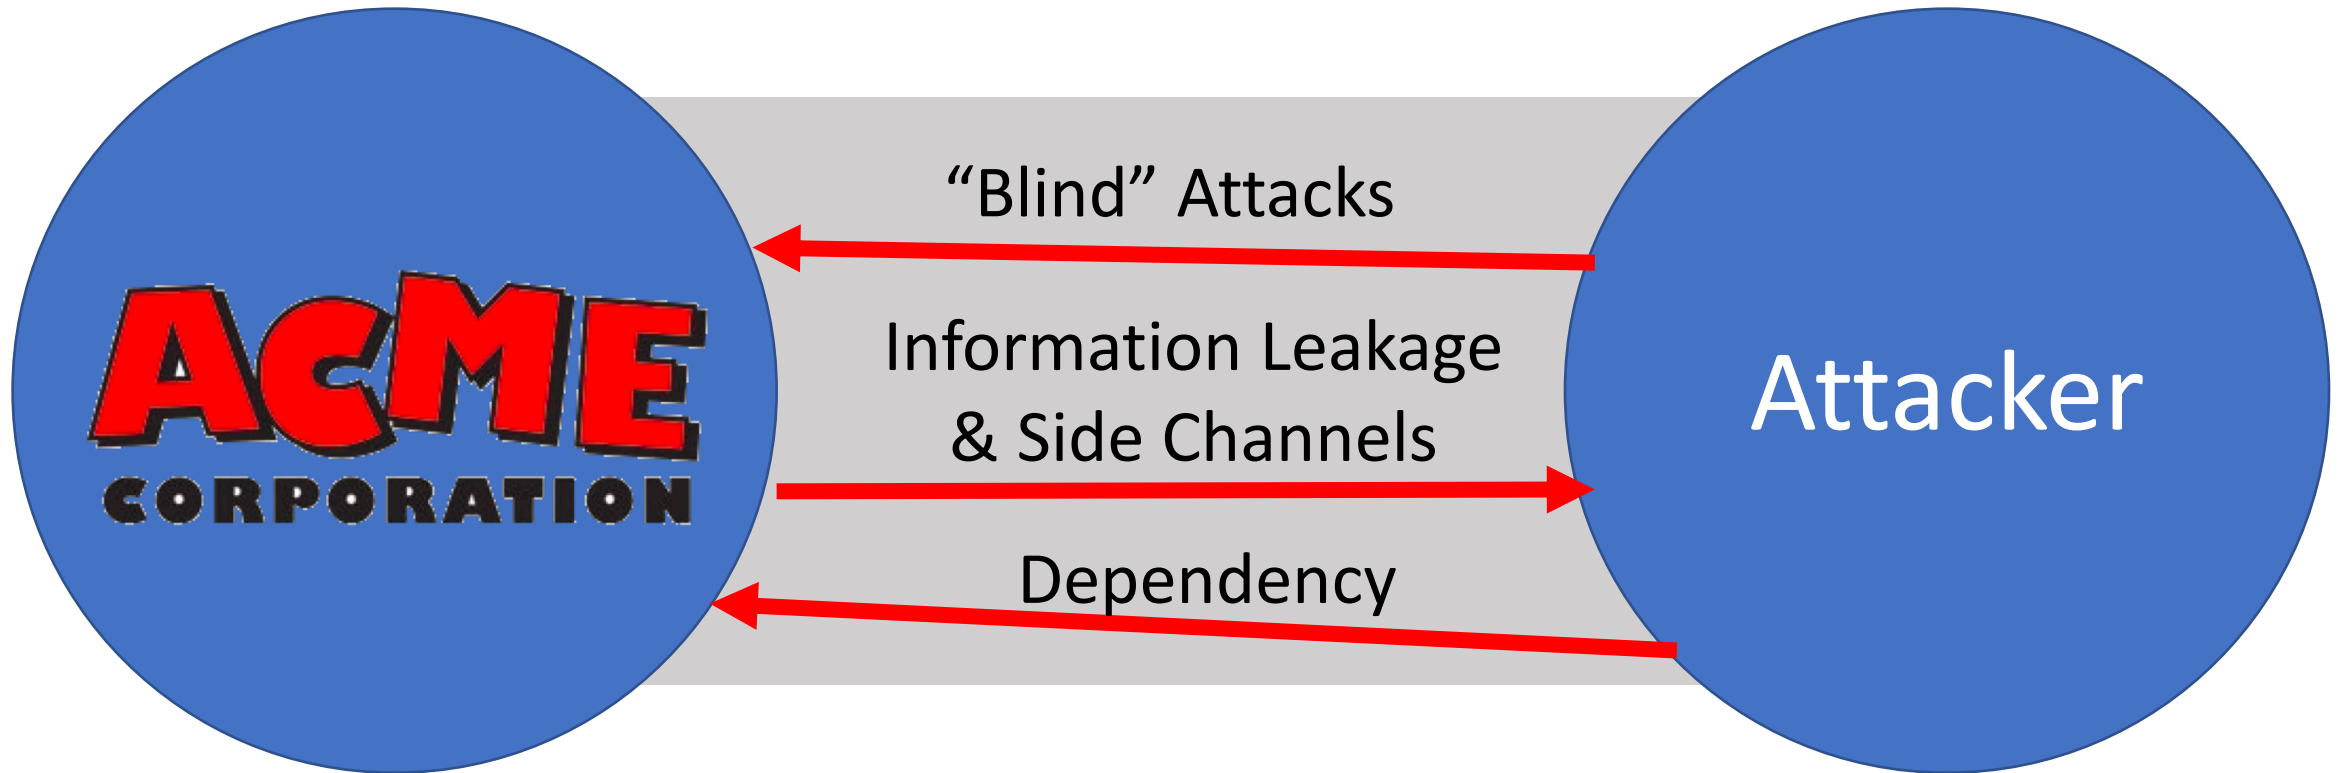 ACME
CORPORATION
“Blind” Attacks
Information Leakage
& Side Channels
Dependency
Attacker